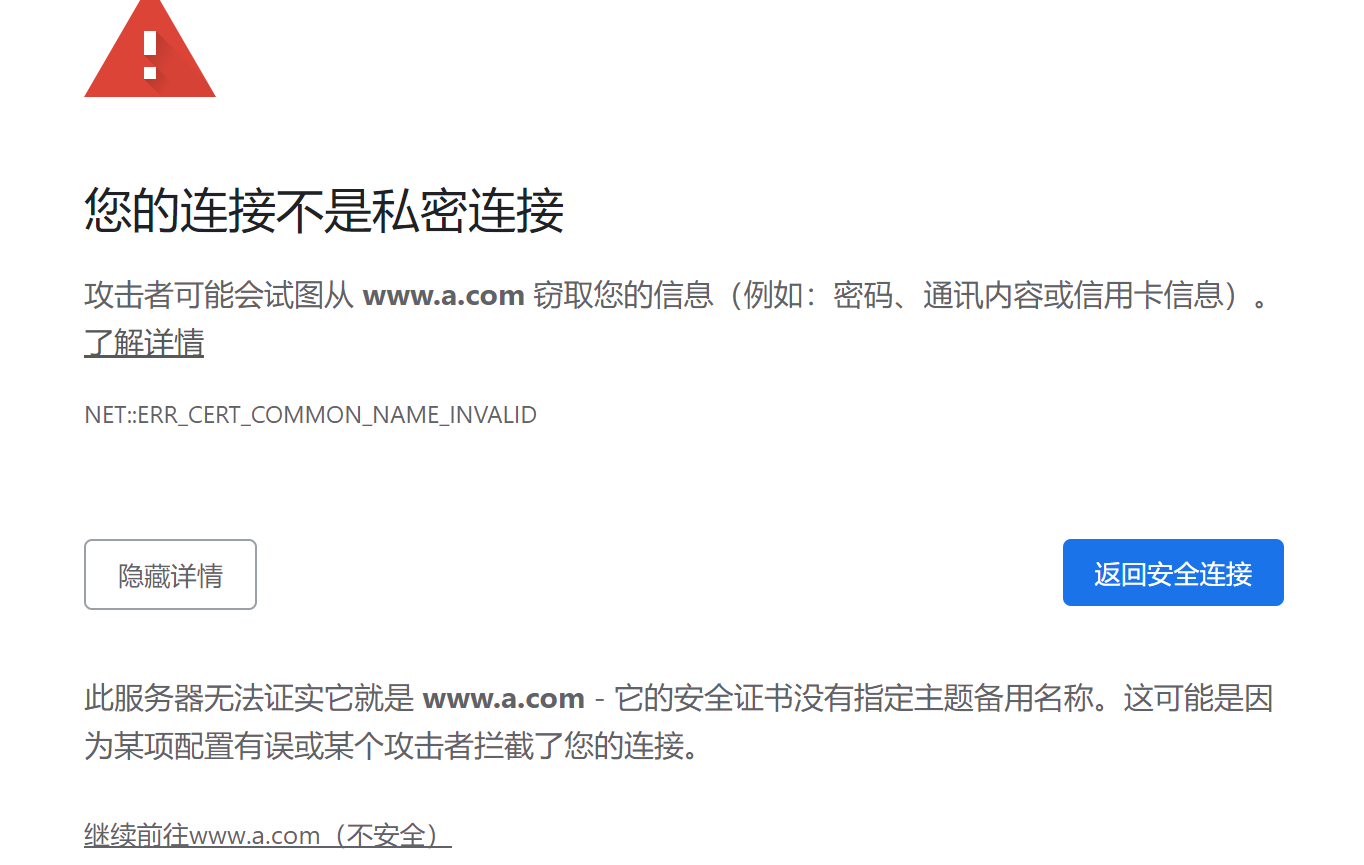 您的连接不是私密连接
攻击者可能会试图从 www.a.com 窃取您的信息（例如：密码、通讯内容或信用卡信息）。
了解详情
NET::ERR_CERT_COMMON_NAME_INVALID
隐藏详情
返回安全连接
此服务器无法证实它就是 www.a.com - 它的安全证书没有指定主题备用名称。这可能是因
为某项配置有误或某个攻击者拦截了您的连接。
继续前往www.a.com（不安全）